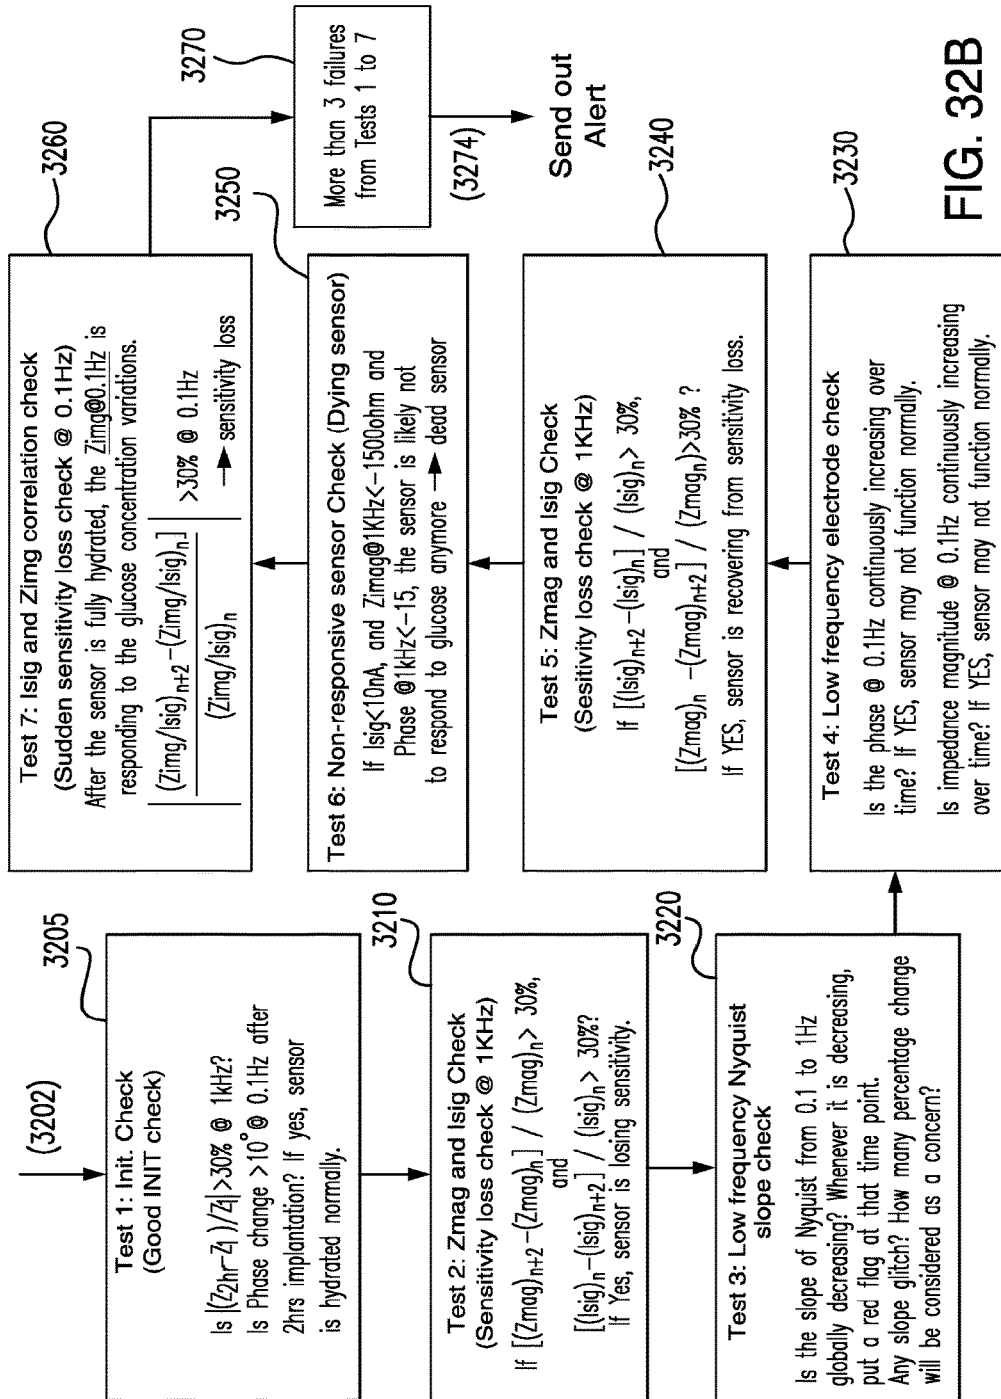 (3202)
3205
Test 1: Init. Check
(Good INIT check)
Is |(Z2hr-Z1)/Z1|>30% @ 1kHz?
Is Phase change >10° @ 0.1Hz after
2hrs implantation? If yes, sensor
is hydrated normally.
3210
Test 2: Zmag and Isig Check
(Sensitivity loss check @ 1KHz)
If [(Zmag)n+2-(Zmag)n] / (Zmag)n> 30%,
and
[(Isig)n-(Isig)n+2] / (Isig)n> 30%?
If Yes, sensor is losing sensitivity.
3220
Test 3: Low frequency Nyquist
slope check
Is the slope of Nyquist from 0.1 to 1Hz
globally decreasing? Whenever it is decreasing,
put a red flag at that time point.
Any slope glitch? How many percentage change
will be considered as a concern?
3230
Test 4: Low frequency electrode check
Is the phase @ 0.1Hz continuously increasing over
time? If YES, sensor may not function normally.
Is impedance magnitude @ 0.1Hz continuously increasing
over time? If YES, sensor may not function normally.
3240
Test 5: Zmag and Isig Check
(Sesitivity loss check @ 1KHz)
If [(Isig)n+2-(Isig)n] / (Isig)n> 30%,
and
[(Zmag)n -(Zmag)n+2] / (Zmag)n>30% ?
If YES, sensor is recovering from sensitivity loss.
3250
Test 6: Non-responsive sensor Check (Dying sensor)
If Isig<10nA, and Zimag@1KHz<-1500ohm and
Phase @1kHz<-15, the sensor is likely not
to respond to glucose anymore → dead sensor
3260
Test 7: Isig and Zimg correlation check
(Sudden sensitivity loss check @ 0.1Hz)
After the sensor is fully hydrated, the Zimg@0.1Hz is
responding to the glucose concentration variations.
|(Zimg/Isig)n+2-(Zimg/Isig)n]
(Zimg/Isig)n| >30% @ 0.1Hz
→ sensitivity loss
3270
More than 3 failures
from Tests 1 to 7
(3274)
Send out
Alert
FIG. 32B